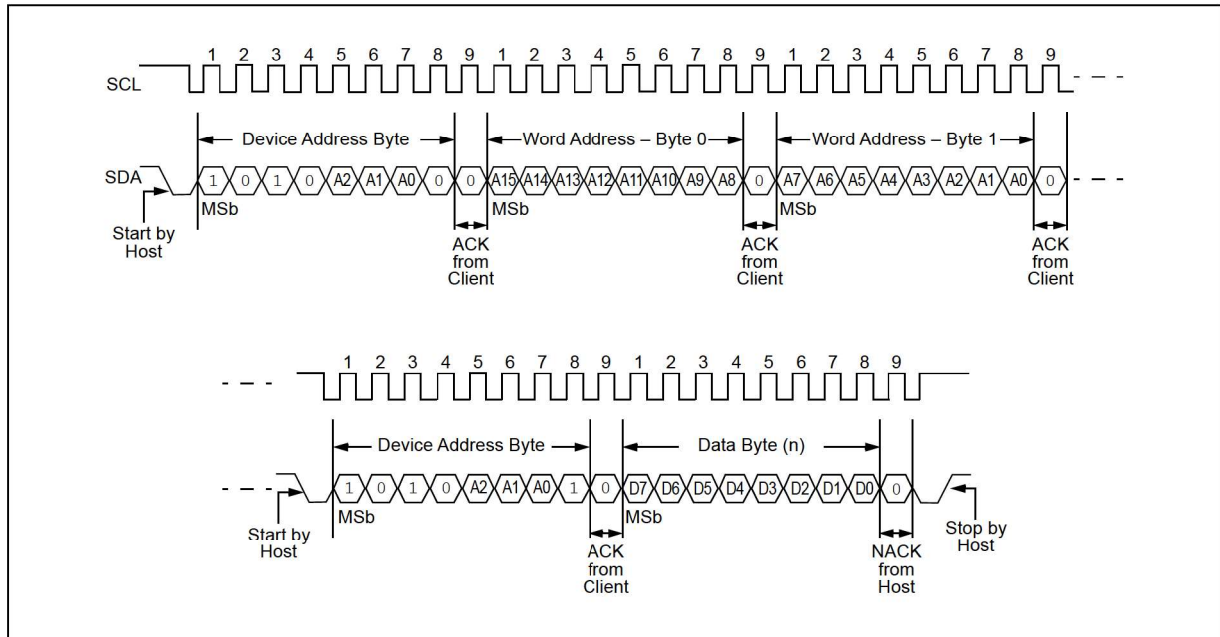 1 2 3 4 5 6 7 8 9 1 2 3 4 5 6 7 8 9 1 2 3 4 5 6 7 8 9
SCL
Device Address Byte
Word Address – Byte 0
Word Address – Byte 1
SDA
1 0 1 0 A2 A1 A0 0 0 A15 A14 A13 A12 A11 A10 A9 A8 0 A7 A6 A5 A4 A3 A2 A1 A0 0
MSb
MSb
MSb
Start by
Host
ACK
from
Client
ACK
from
Client
ACK
from
Client
1 2 3 4 5 6 7 8 9 1 2 3 4 5 6 7 8 9
Device Address Byte
Data Byte (n)
1 0 1 0 A2 A1 A0 1 0 D7 D6 D5 D4 D3 D2 D1 D0 0
MSb
MSb
Start by
Host
ACK
from
Client
NACK
from
Host
Stop by
Host